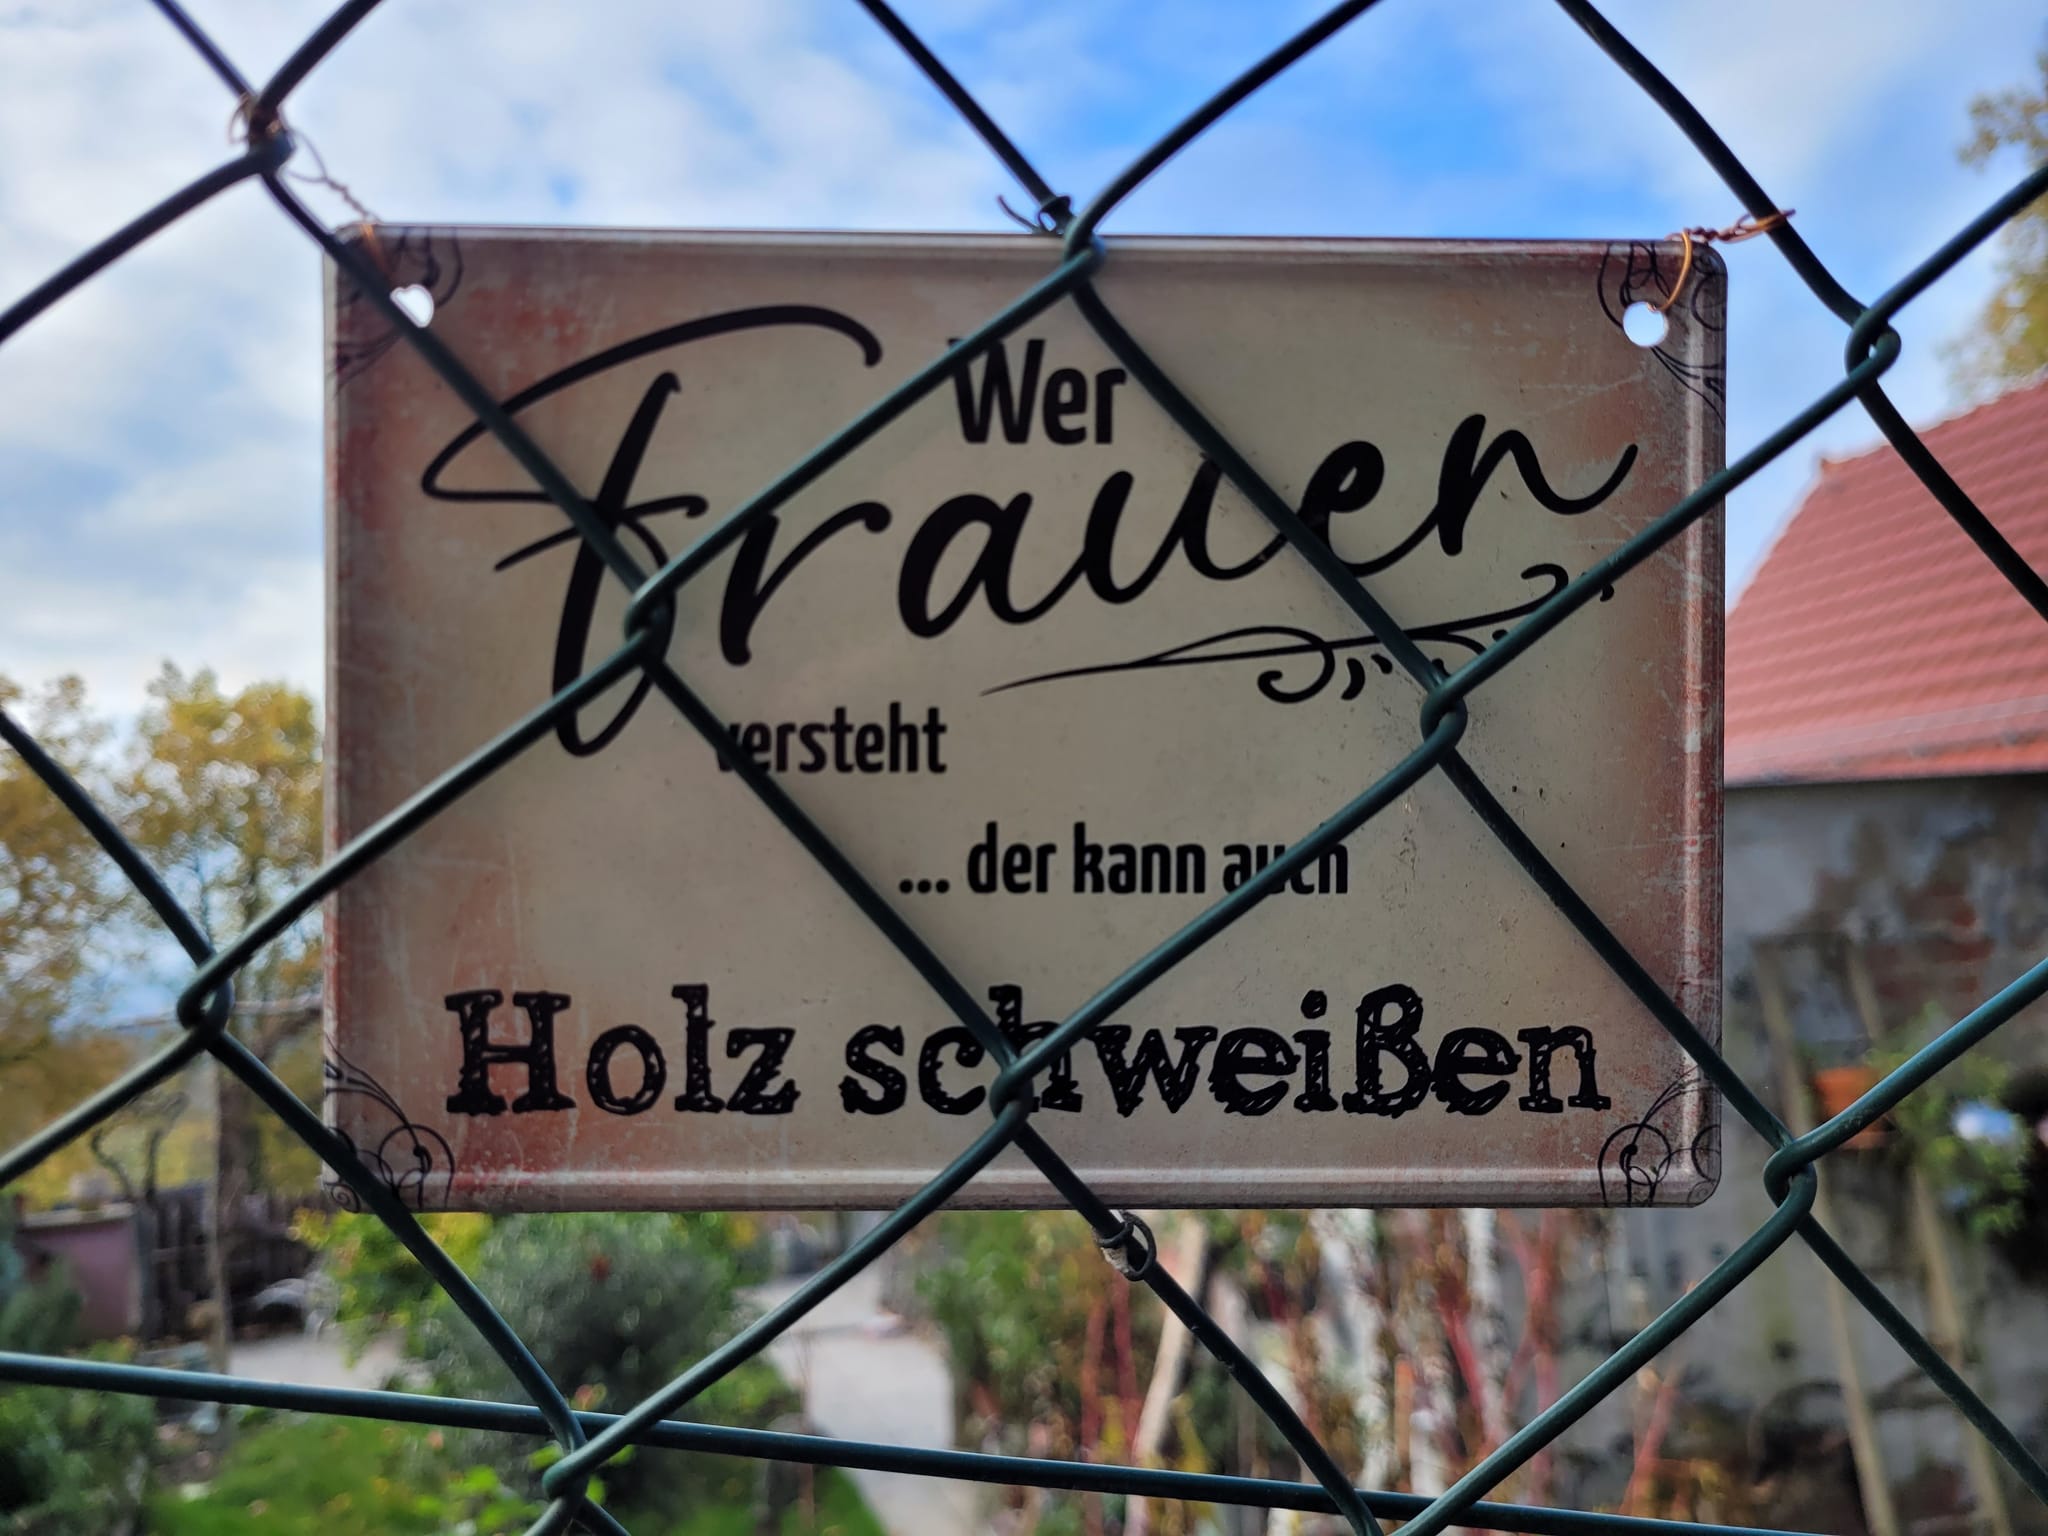 Wer
Frauen
versteht
... der kann auch
Holz schweißen